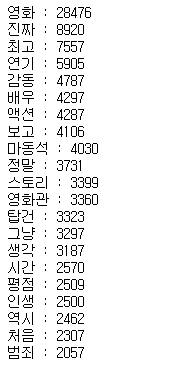 영화 : 28476
진짜 : 8920
최고 : 7557
연기 : 5905
감동 : 4787
배우 : 4297
액션 : 4287
보고 : 4106
마동석 : 4030
정말 : 3731
스토리 : 3399
영화관 : 3360
탑건 : 3323
그냥 : 3297
생각 : 3187
시간 : 2570
평점 : 2509
인생 : 2500
역시 : 2462
처음 : 2307
범죄 : 2057